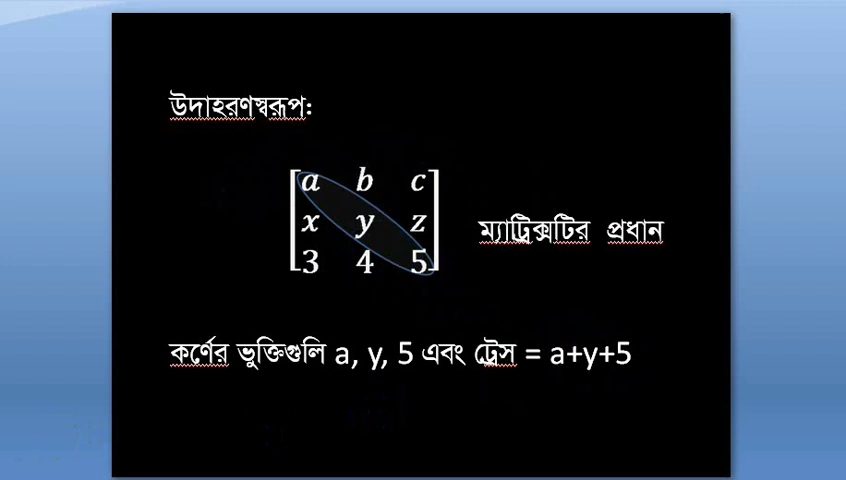 উদাহরণস্বরূপ:
a b c
x y z
3 4 5
ম্যাট্রিক্সটির প্রধান
কর্ণের ভুক্তিগুলি a, y, 5 এবং ট্রেস = a+y+5